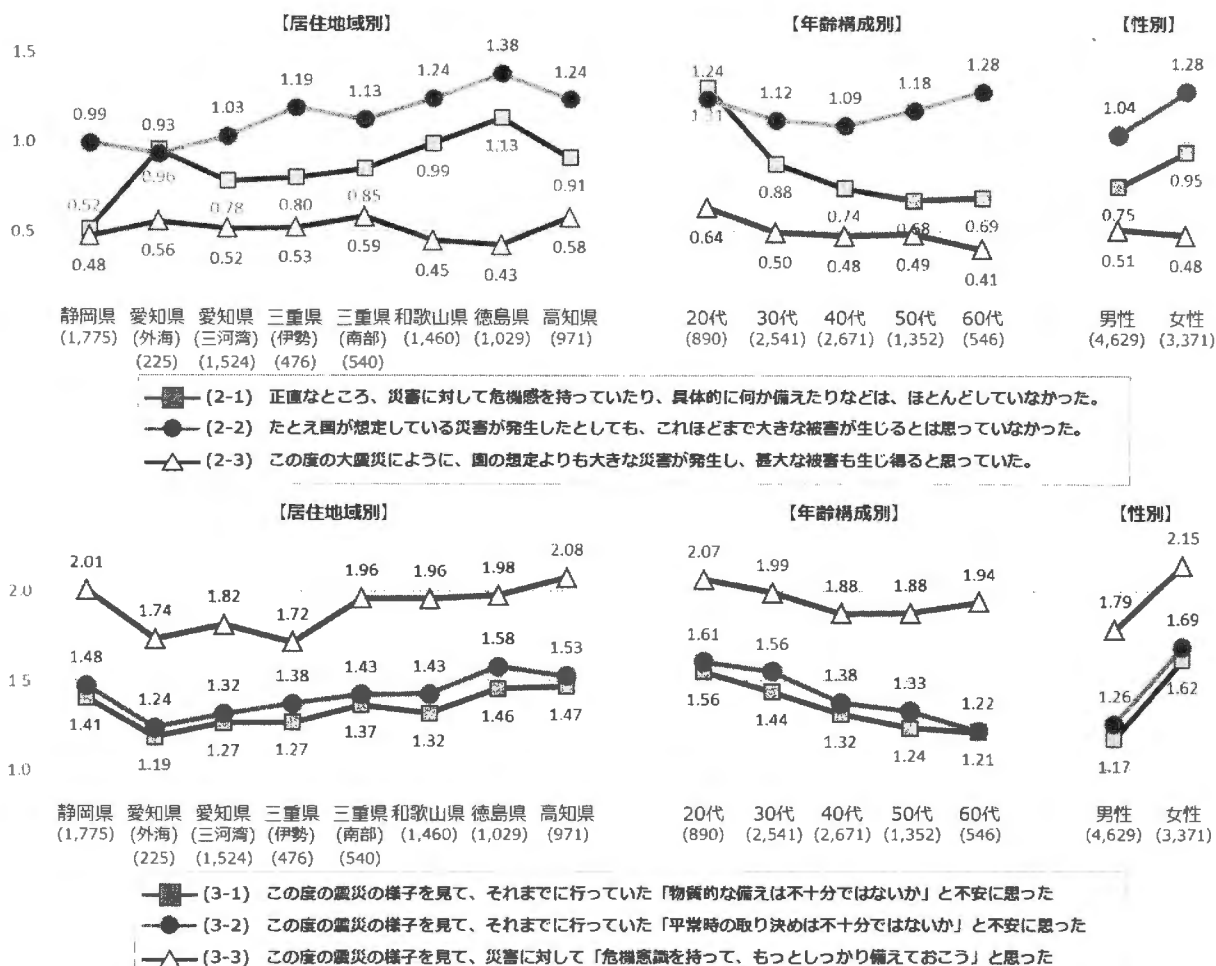 【居住地域別】 【年齢構成別】 【性別】
1.5
1.0
0.5
0.99 0.93 1.03 1.19 1.13 1.24 1.38 1.24
0.52 0.96 0.78 0.80 0.85 0.99 1.13 0.91
0.48 0.56 0.52 0.53 0.59 0.45 0.43 0.58
1.24 1.12 1.09 1.18 1.28
1.31 0.88 0.74 0.68 0.69
0.64 0.50 0.48 0.49 0.41
1.04 1.28
0.75 0.95
0.51 0.48
静岡県 愛知県 愛知県 三重県 三重県 和歌山県 徳島県 高知県 20代 30代 40代 50代 60代 男性 女性
(1,775) (外海) (三河湾) (伊勢) (南部) (1,460) (1,029) (971) (890) (2,541) (2,671) (1,352) (546) (4,629) (3,371)
(225) (1,524) (476) (540)
(2-1) 正直なところ、災害に対して危機感を持っていたり、具体的に何か備えたりなどは、ほとんどしていなかった。
(2-2) たとえ国が想定している災害が発生したとしても、これほどまで大きな被害が生じるとは思っていなかった。
(2-3) この度の大震災にように、国の想定よりも大きな災害が発生し、甚大な被害も生じ得ると思っていた。
【居住地域別】 【年齢構成別】 【性別】
2.0
1.5
1.0
2.01 1.74 1.82 1.72 1.96 1.96 1.98 2.08
1.48 1.24 1.32 1.38 1.43 1.43 1.58 1.53
1.41 1.19 1.27 1.27 1.37 1.32 1.46 1.47
2.07 1.99 1.88 1.88 1.94
1.61 1.56 1.38 1.33 1.22
1.56 1.44 1.32 1.24 1.21
1.79 2.15
1.26 1.69
1.17 1.62
静岡県 愛知県 愛知県 三重県 三重県 和歌山県 徳島県 高知県 20代 30代 40代 50代 60代 男性 女性
(1,775) (外海) (三河湾) (伊勢) (南部) (1,460) (1,029) (971) (890) (2,541) (2,671) (1,352) (546) (4,629) (3,371)
(225) (1,524) (476) (540)
(3-1) この度の震災の様子を見て、それまでに行っていた「物質的な備えは不十分ではないか」と不安に思った
(3-2) この度の震災の様子を見て、それまでに行っていた「平常時の取り決めは不十分ではないか」と不安に思った
(3-3) この度の震災の様子を見て、災害に対して「危機意識を持って、もっとしっかり備えておこう」と思った